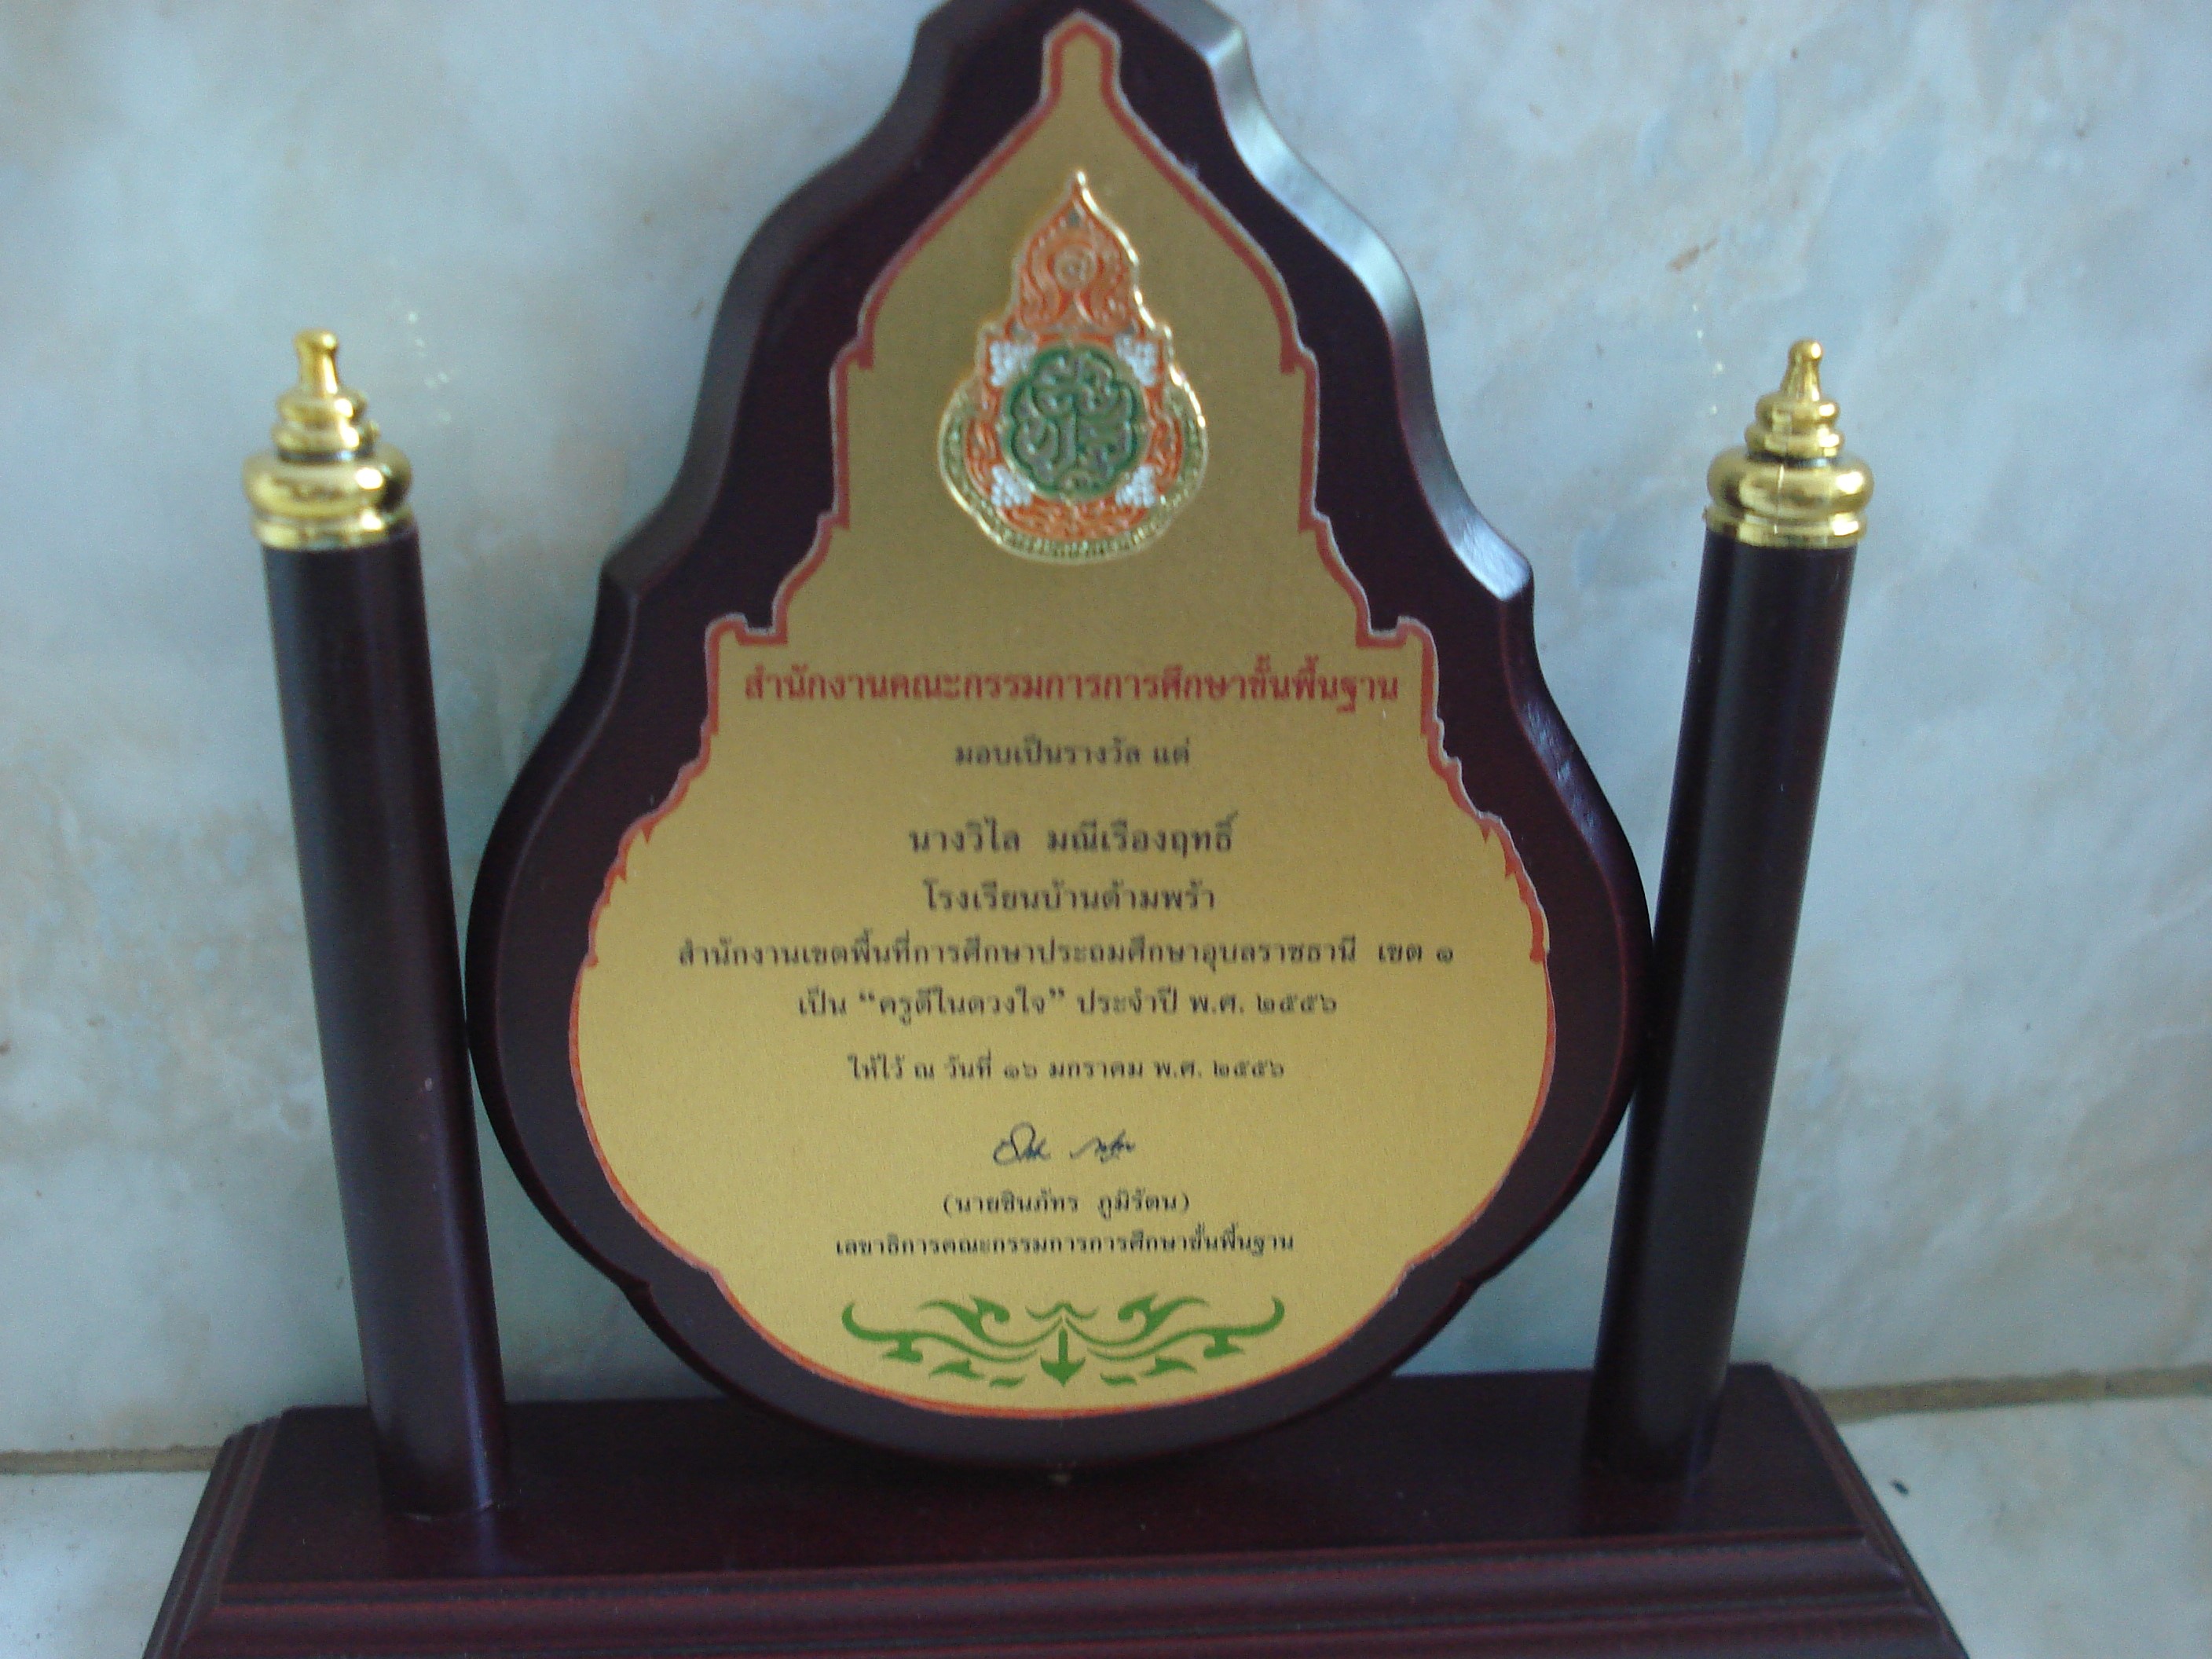 สำนักงานคณะกรรมการการศึกษาขั้นพื้นฐาน
มอบเป็นรางวัล แด่
นางวิไล มณีเรืองฤทธิ์
โรงเรียนบ้านด้ามพร้า
สำนักงานเขตพื้นที่การศึกษาประถมศึกษาอุบลราชธานี เขต ๑
เป็น “ครูดีในดวงใจ” ประจำปี พ.ศ. ๒๕๕๖
ให้ไว้ ณ วันที่ ๑๖ มกราคม พ.ศ. ๒๕๕๖
(นายชินภัทร ภูมิรัตน)
เลขาธิการคณะกรรมการการศึกษาขั้นพื้นฐาน